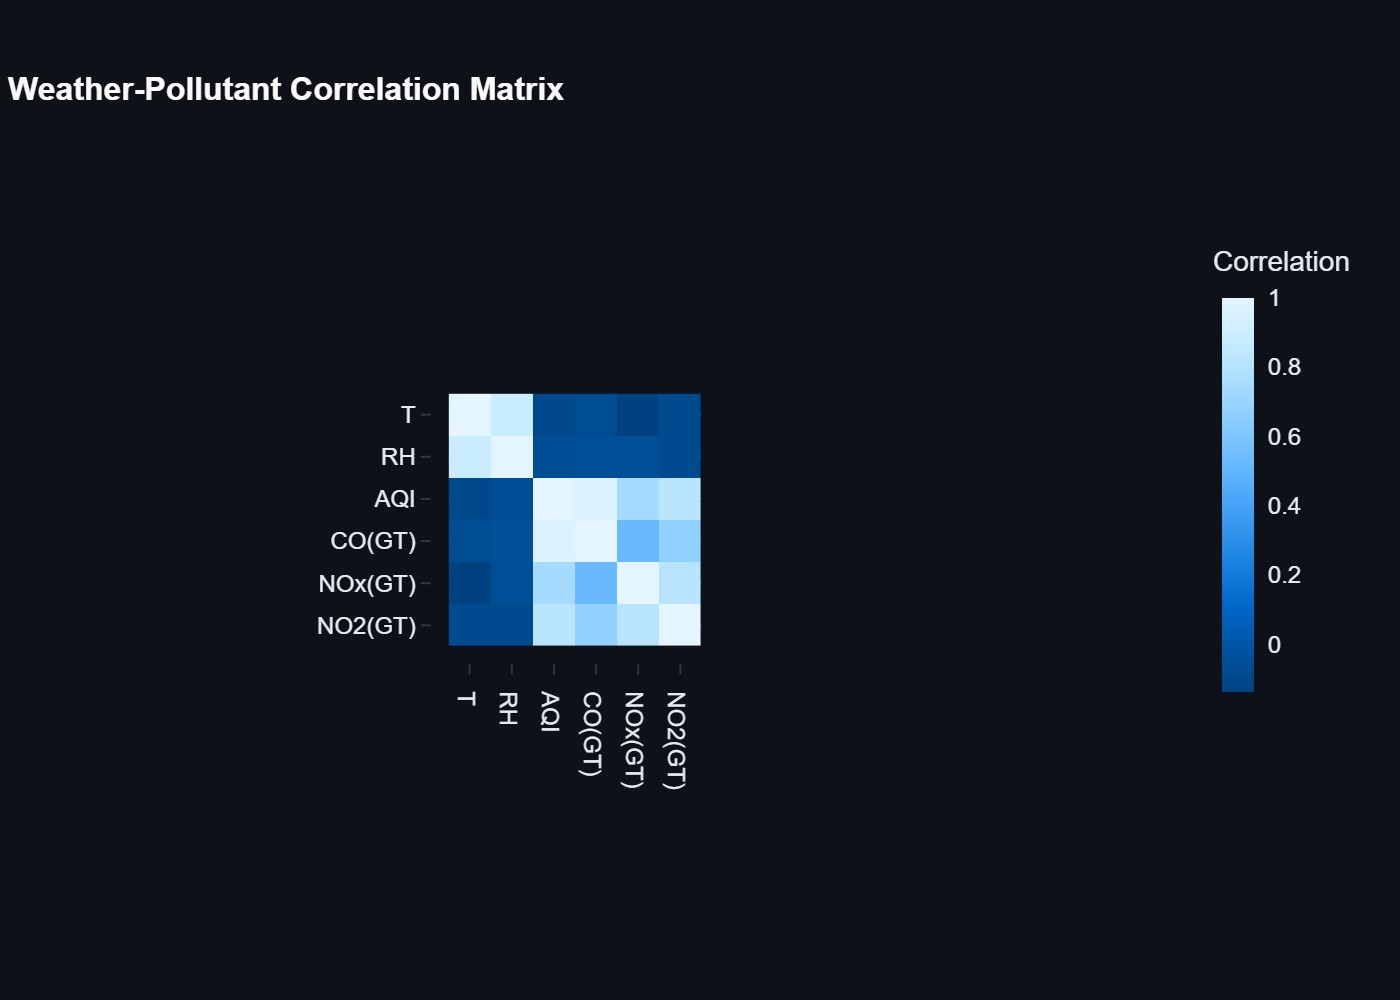 Weather-Pollutant Correlation Matrix
Correlation
1
0.8
0.6
0.4
0.2
0
T
RH
AQI
CO(GT)
NOx(GT)
NO2(GT)
T
RH
AQI
CO(GT)
NOx(GT)
NO2(GT)